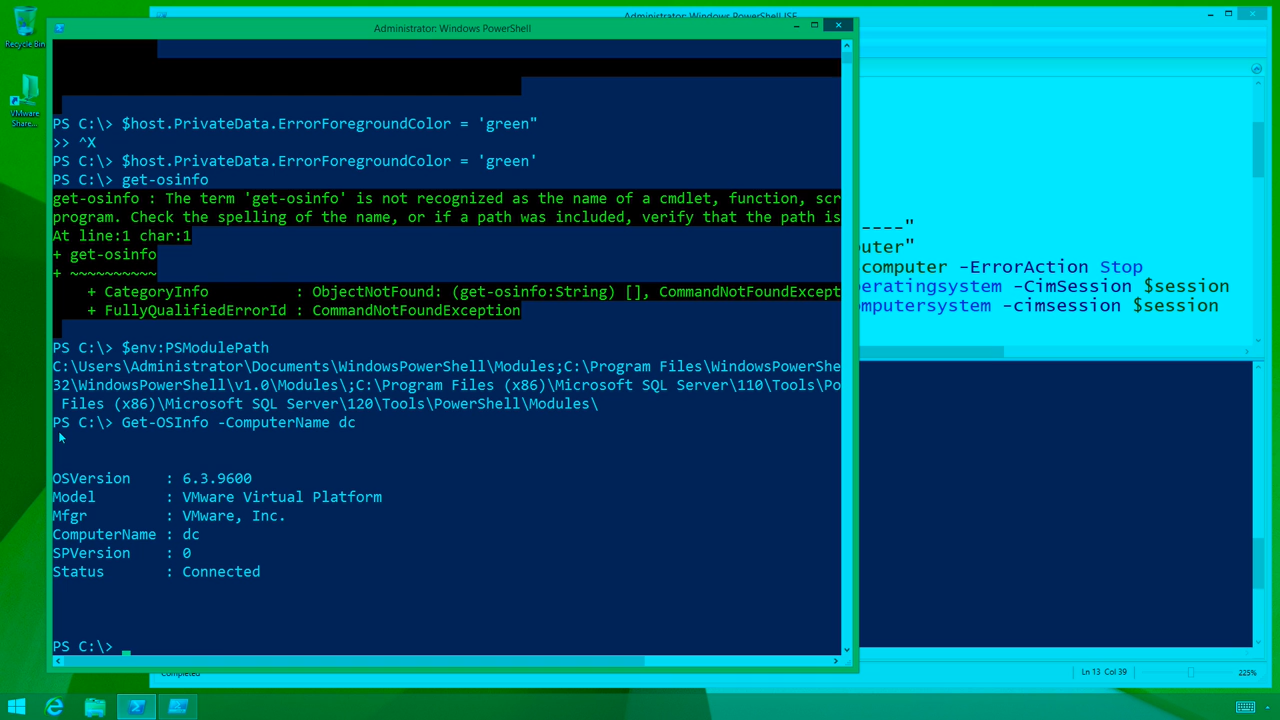 Recycle Bin
VMware
Share...
Administrator: Windows PowerShell ISE
Administrator: Windows PowerShell
PS C:\> $host.PrivateData.ErrorForegroundColor = 'green"
>> ^X
PS C:\> $host.PrivateData.ErrorForegroundColor = 'green'
PS C:\> get-osinfo
get-osinfo : The term 'get-osinfo' is not recognized as the name of a cmdlet, function, scr
program. Check the spelling of the name, or if a path was included, verify that the path is
At line:1 char:1
+ get-osinfo
+ ~~~~~~~~~~
+ CategoryInfo : ObjectNotFound: (get-osinfo:String) [], CommandNotFoundExcept
+ FullyQualifiedErrorId : CommandNotFoundException
PS C:\> $env:PSModulePath
C:\Users\Administrator\Documents\WindowsPowerShell\Modules;C:\Program Files\WindowsPowerShe
32\WindowsPowerShell\v1.0\Modules\;C:\Program Files (x86)\Microsoft SQL Server\110\Tools\Po
Files (x86)\Microsoft SQL Server\120\Tools\PowerShell\Modules\
PS C:\> Get-OSInfo -ComputerName dc
OSVersion : 6.3.9600
Model : VMware Virtual Platform
Mfgr : VMware, Inc.
ComputerName : dc
SPVersion : 0
Status : Connected
PS C:\>
----"
puter"
computer -ErrorAction Stop
peratingsystem -CimSession $session
omputersystem -cimsession $session
Completed
Ln 13 Col 39
225%